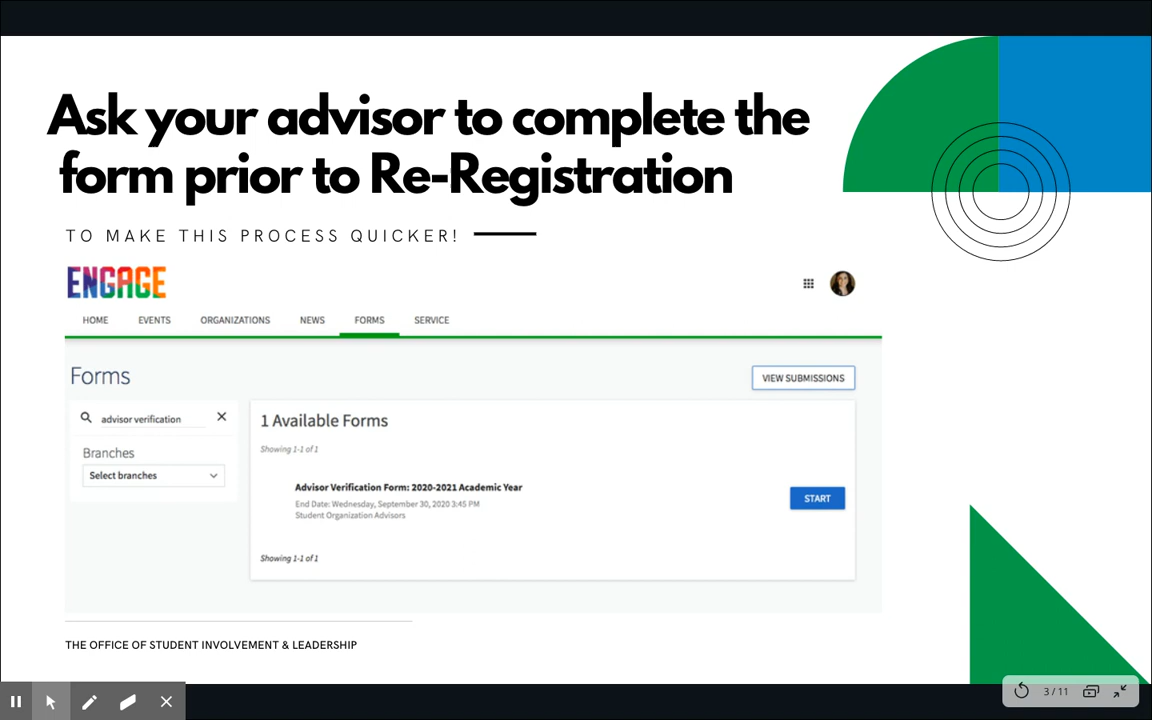 Ask your advisor to complete the
form prior to Re-Registration
TO MAKE THIS PROCESS QUICKER!
ENGAGE
HOME EVENTS ORGANIZATIONS NEWS FORMS SERVICE
Forms
VIEW SUBMISSIONS
advisor verification
Branches
Select branches
1 Available Forms
Showing 1-1 of 1
Advisor Verification Form: 2020-2021 Academic Year
End Date: Wednesday, September 30, 2020 3:45 PM
Student Organization Advisors
START
Showing 1-1 of 1
THE OFFICE OF STUDENT INVOLVEMENT & LEADERSHIP
3 / 11